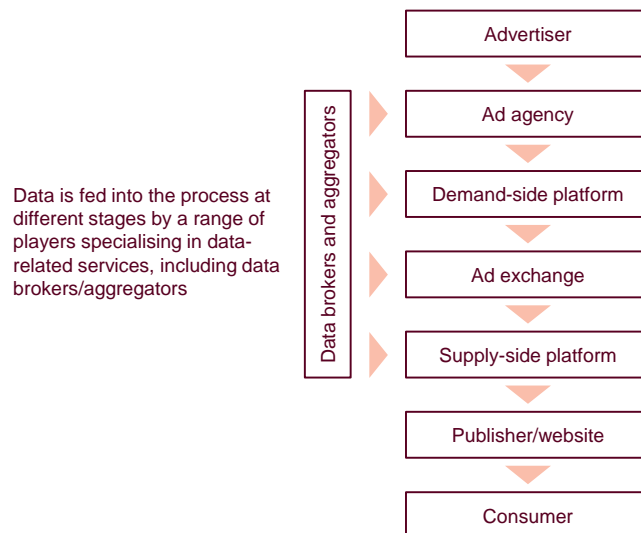 Advertiser
Ad agency
Demand-side platform
Ad exchange
Supply-side platform
Publisher/website
Consumer
Data brokers and aggregators
Data is fed into the process at
different stages by a range of
players specialising in data-
related services, including data
brokers/aggregators